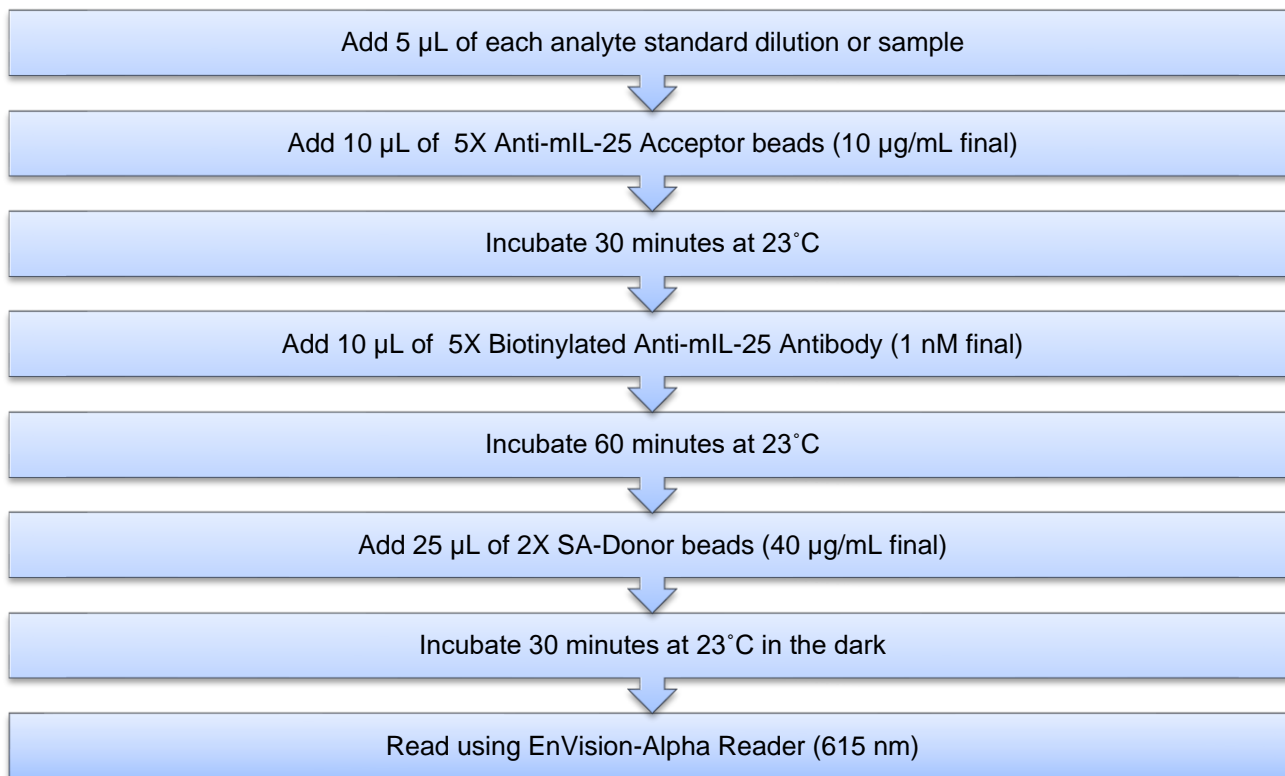 Add 5 µL of each analyte standard dilution or sample
Add 10 µL of  5X Anti-mIL-25 Acceptor beads (10 µg/mL final)
Incubate 30 minutes at 23˚C
Add 10 µL of  5X Biotinylated Anti-mIL-25 Antibody (1 nM final)
Incubate 60 minutes at 23˚C
Add 25 µL of 2X SA-Donor beads (40 µg/mL final)
Incubate 30 minutes at 23˚C in the dark
Read using EnVision-Alpha Reader (615 nm)